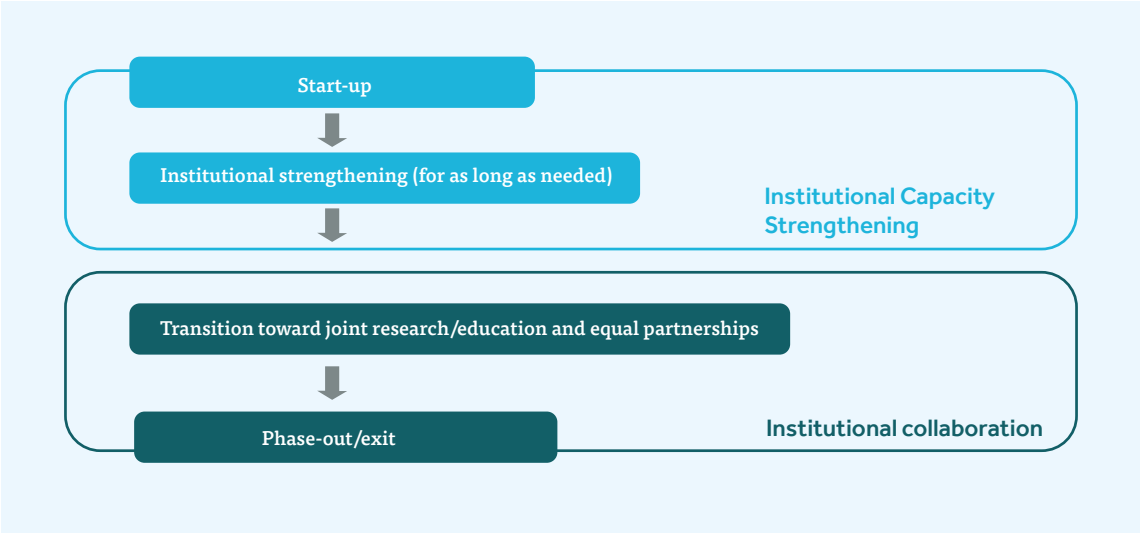 Start-up
Institutional strengthening (for as long as needed)
Institutional Capacity
Strengthening
Transition toward joint research/education and equal partnerships
Phase-out/exit
Institutional collaboration